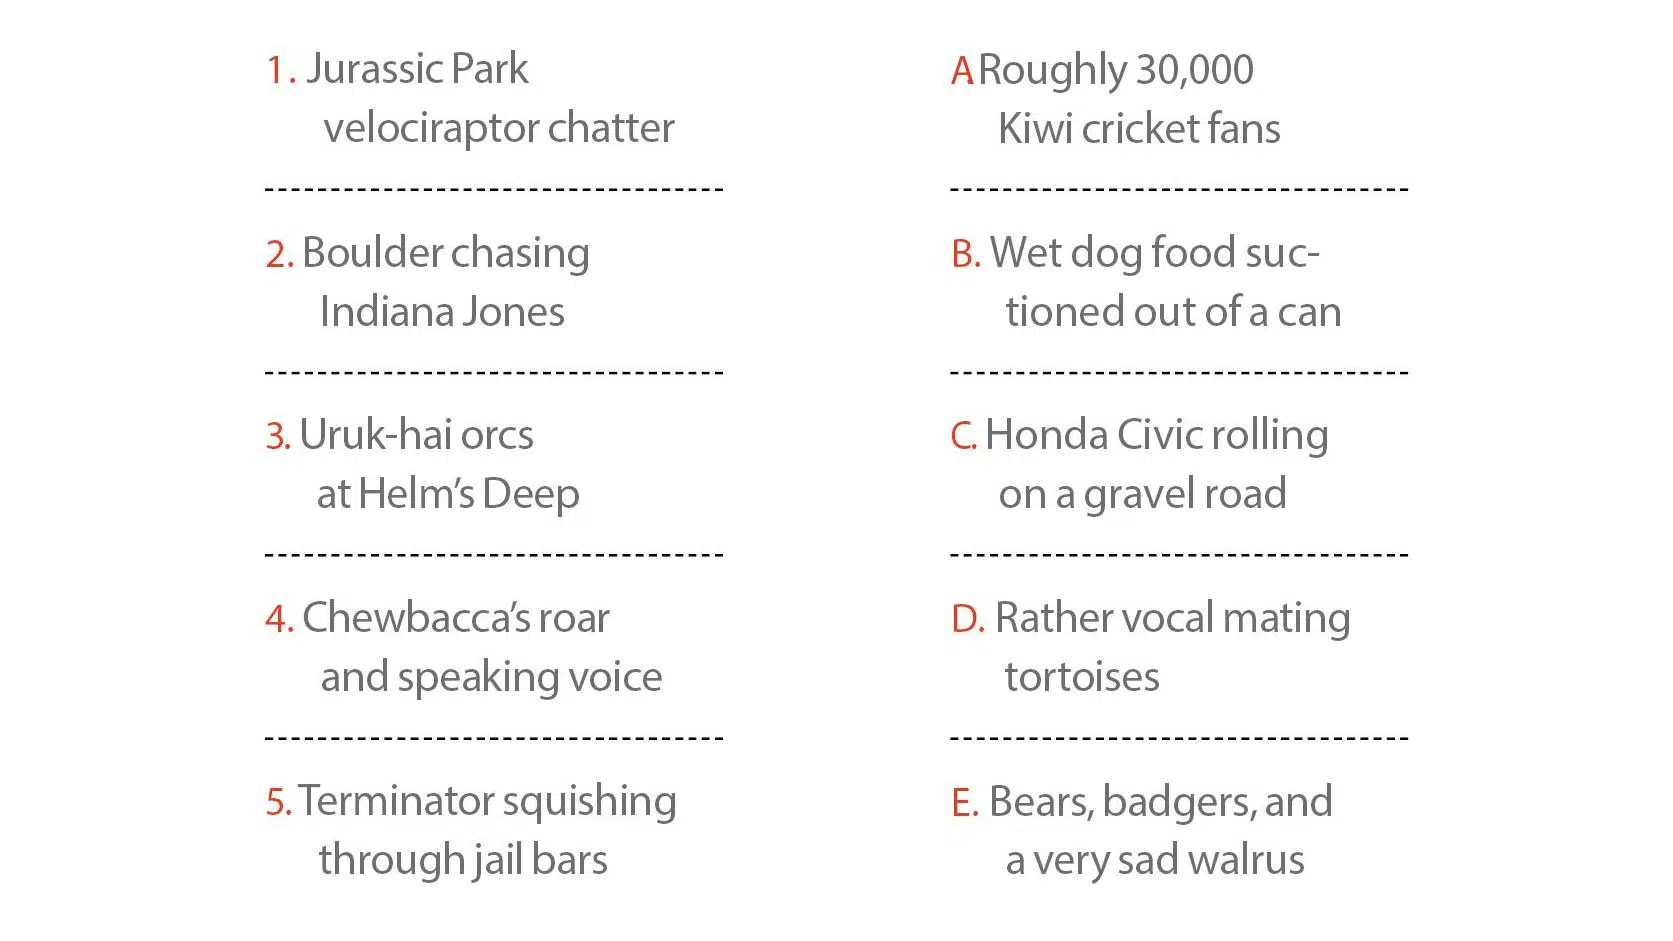 1. Jurassic Park
velociraptor chatter
2. Boulder chasing
Indiana Jones
3. Uruk-hai orcs
at Helm's Deep
4. Chewbacca's roar
and speaking voice
5. Terminator squishing
through jail bars
A. Roughly 30,000
Kiwi cricket fans
B. Wet dog food suc-
tioned out of a can
C. Honda Civic rolling
on a gravel road
D. Rather vocal mating
tortoises
E. Bears, badgers, and
a very sad walrus